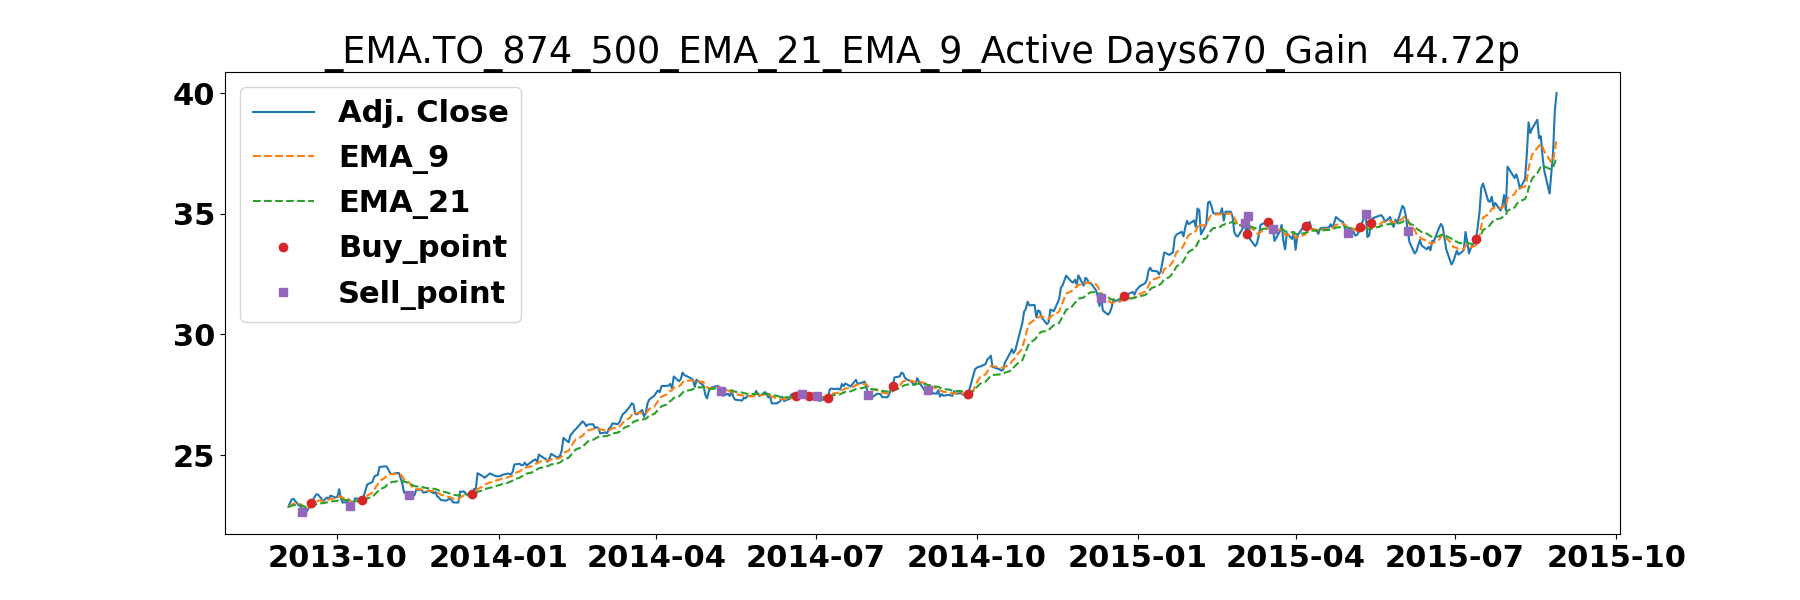 _EMA.TO_874_500_EMA_21_EMA_9_Active Days670_Gain  44.72p
40
35
30
25
Adj. Close
EMA_9
EMA_21
Buy_point
Sell_point
2013-10 2014-01 2014-04 2014-07 2014-10 2015-01 2015-04 2015-07 2015-10